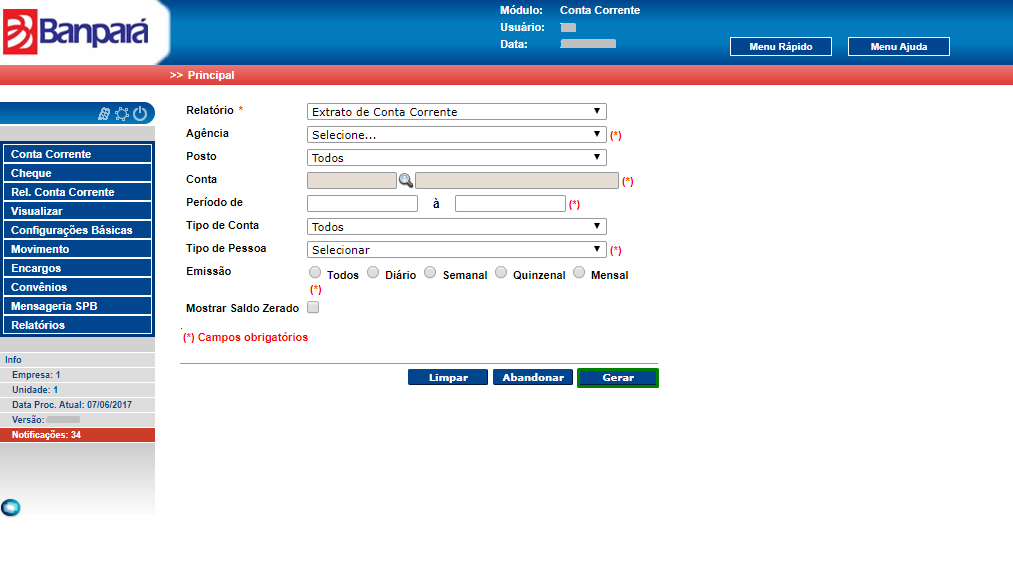 Banpará
Módulo: Conta Corrente
Usuário:
Data:
Menu Rápido
Menu Ajuda
>> Principal
Conta Corrente
Cheque
Rel. Conta Corrente
Visualizar
Configurações Básicas
Movimento
Encargos
Convênios
Mensageria SPB
Relatórios
Info
Empresa: 1
Unidade: 1
Data Proc. Atual: 07/06/2017
Versão:
Notificações: 34
Relatório * Extrato de Conta Corrente
Agência Selecione... (*)
Posto Todos
Conta (*)
Período de à (*)
Tipo de Conta Todos
Tipo de Pessoa Selecionar (*)
Emissão Todos Diário Semanal Quinzenal Mensal
(*)
Mostrar Saldo Zerado
(*) Campos obrigatórios
Limpar Abandonar Gerar